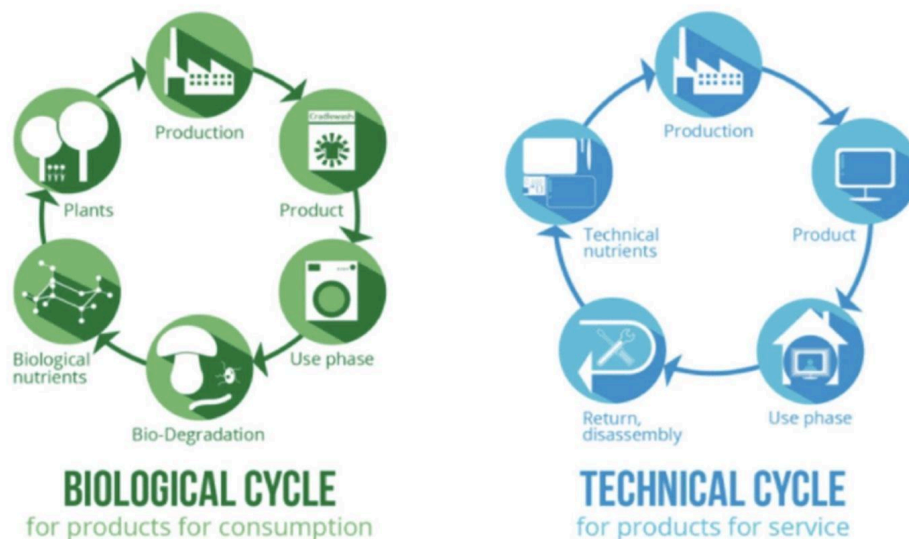 Production
Cradlewash
Product
Use phase
Bio-Degradation
Biological
nutrients
Plants
BIOLOGICAL CYCLE
for products for consumption
Production
Product
Use phase
Return,
disassembly
Technical
nutrients
TECHNICAL CYCLE
for products for service